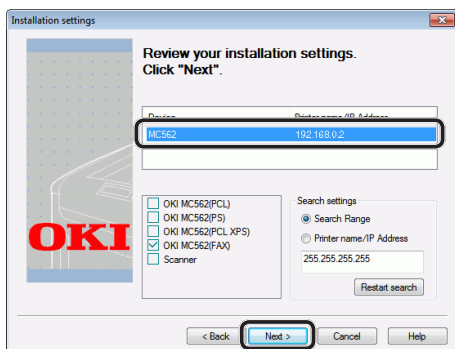 Installation settings
Review your installation settings.
Click "Next".
Device Printer name/IP Address
MC562 192.168.0.2
OKI MC562(PCL)
OKI MC562(PS)
OKI MC562(PCL XPS)
OKI MC562(FAX)
Scanner
Search settings
Search Range
Printer name/IP Address
255.255.255.255
Restart search
OKI
< Back Next > Cancel Help